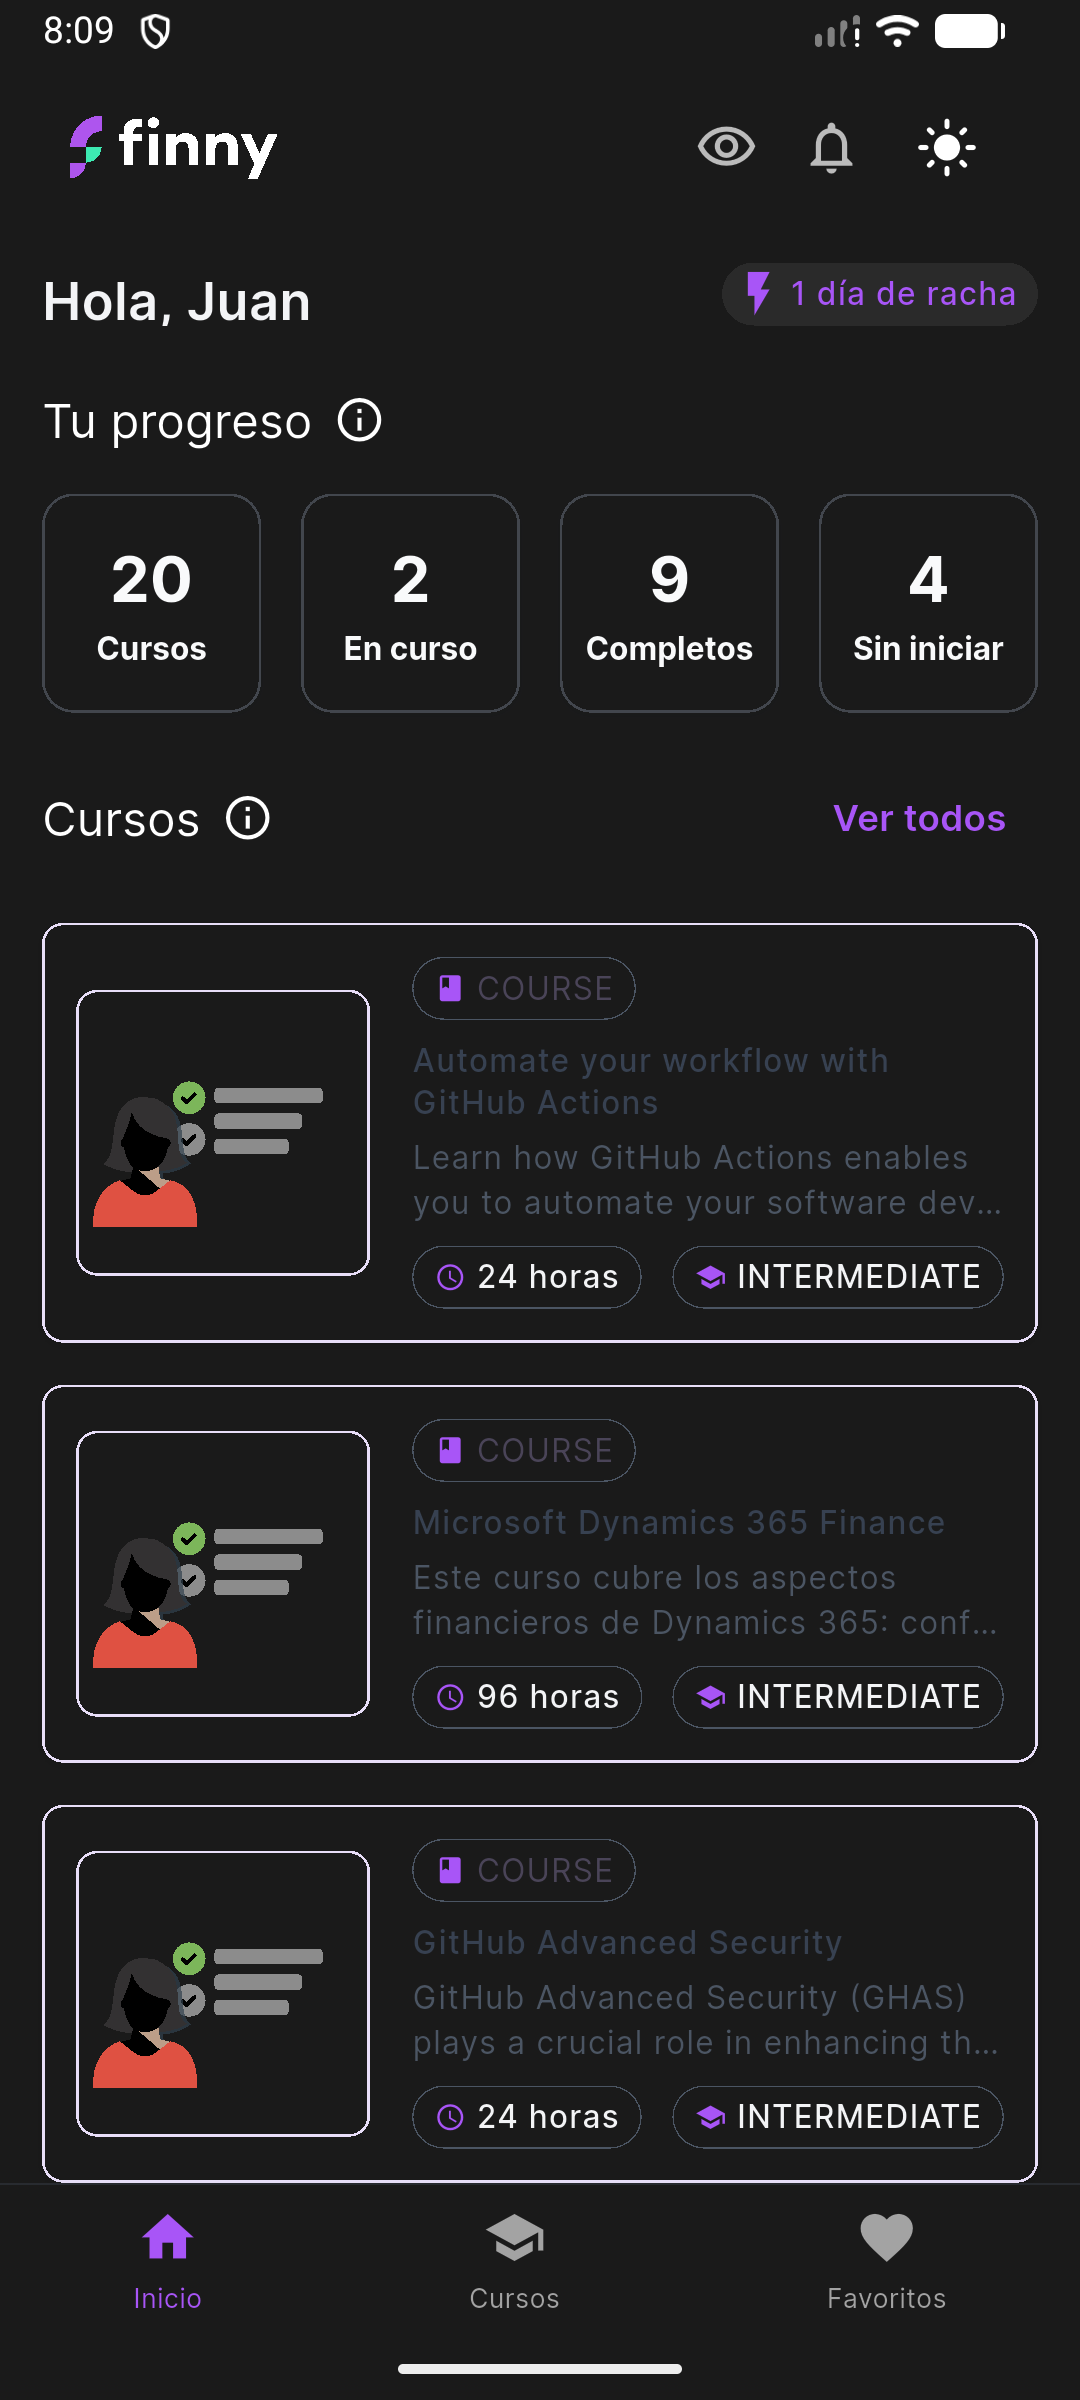 8:09
finny
Hola, Juan
1 día de racha
Tu progreso
20
Cursos
2
En curso
9
Completos
4
Sin iniciar
Cursos
Ver todos
COURSE
Automate your workflow with
GitHub Actions
Learn how GitHub Actions enables
you to automate your software dev...
24 horas
INTERMEDIATE
COURSE
Microsoft Dynamics 365 Finance
Este curso cubre los aspectos
financieros de Dynamics 365: conf...
96 horas
INTERMEDIATE
COURSE
GitHub Advanced Security
GitHub Advanced Security (GHAS)
plays a crucial role in enhancing th...
24 horas
INTERMEDIATE
Inicio
Cursos
Favoritos